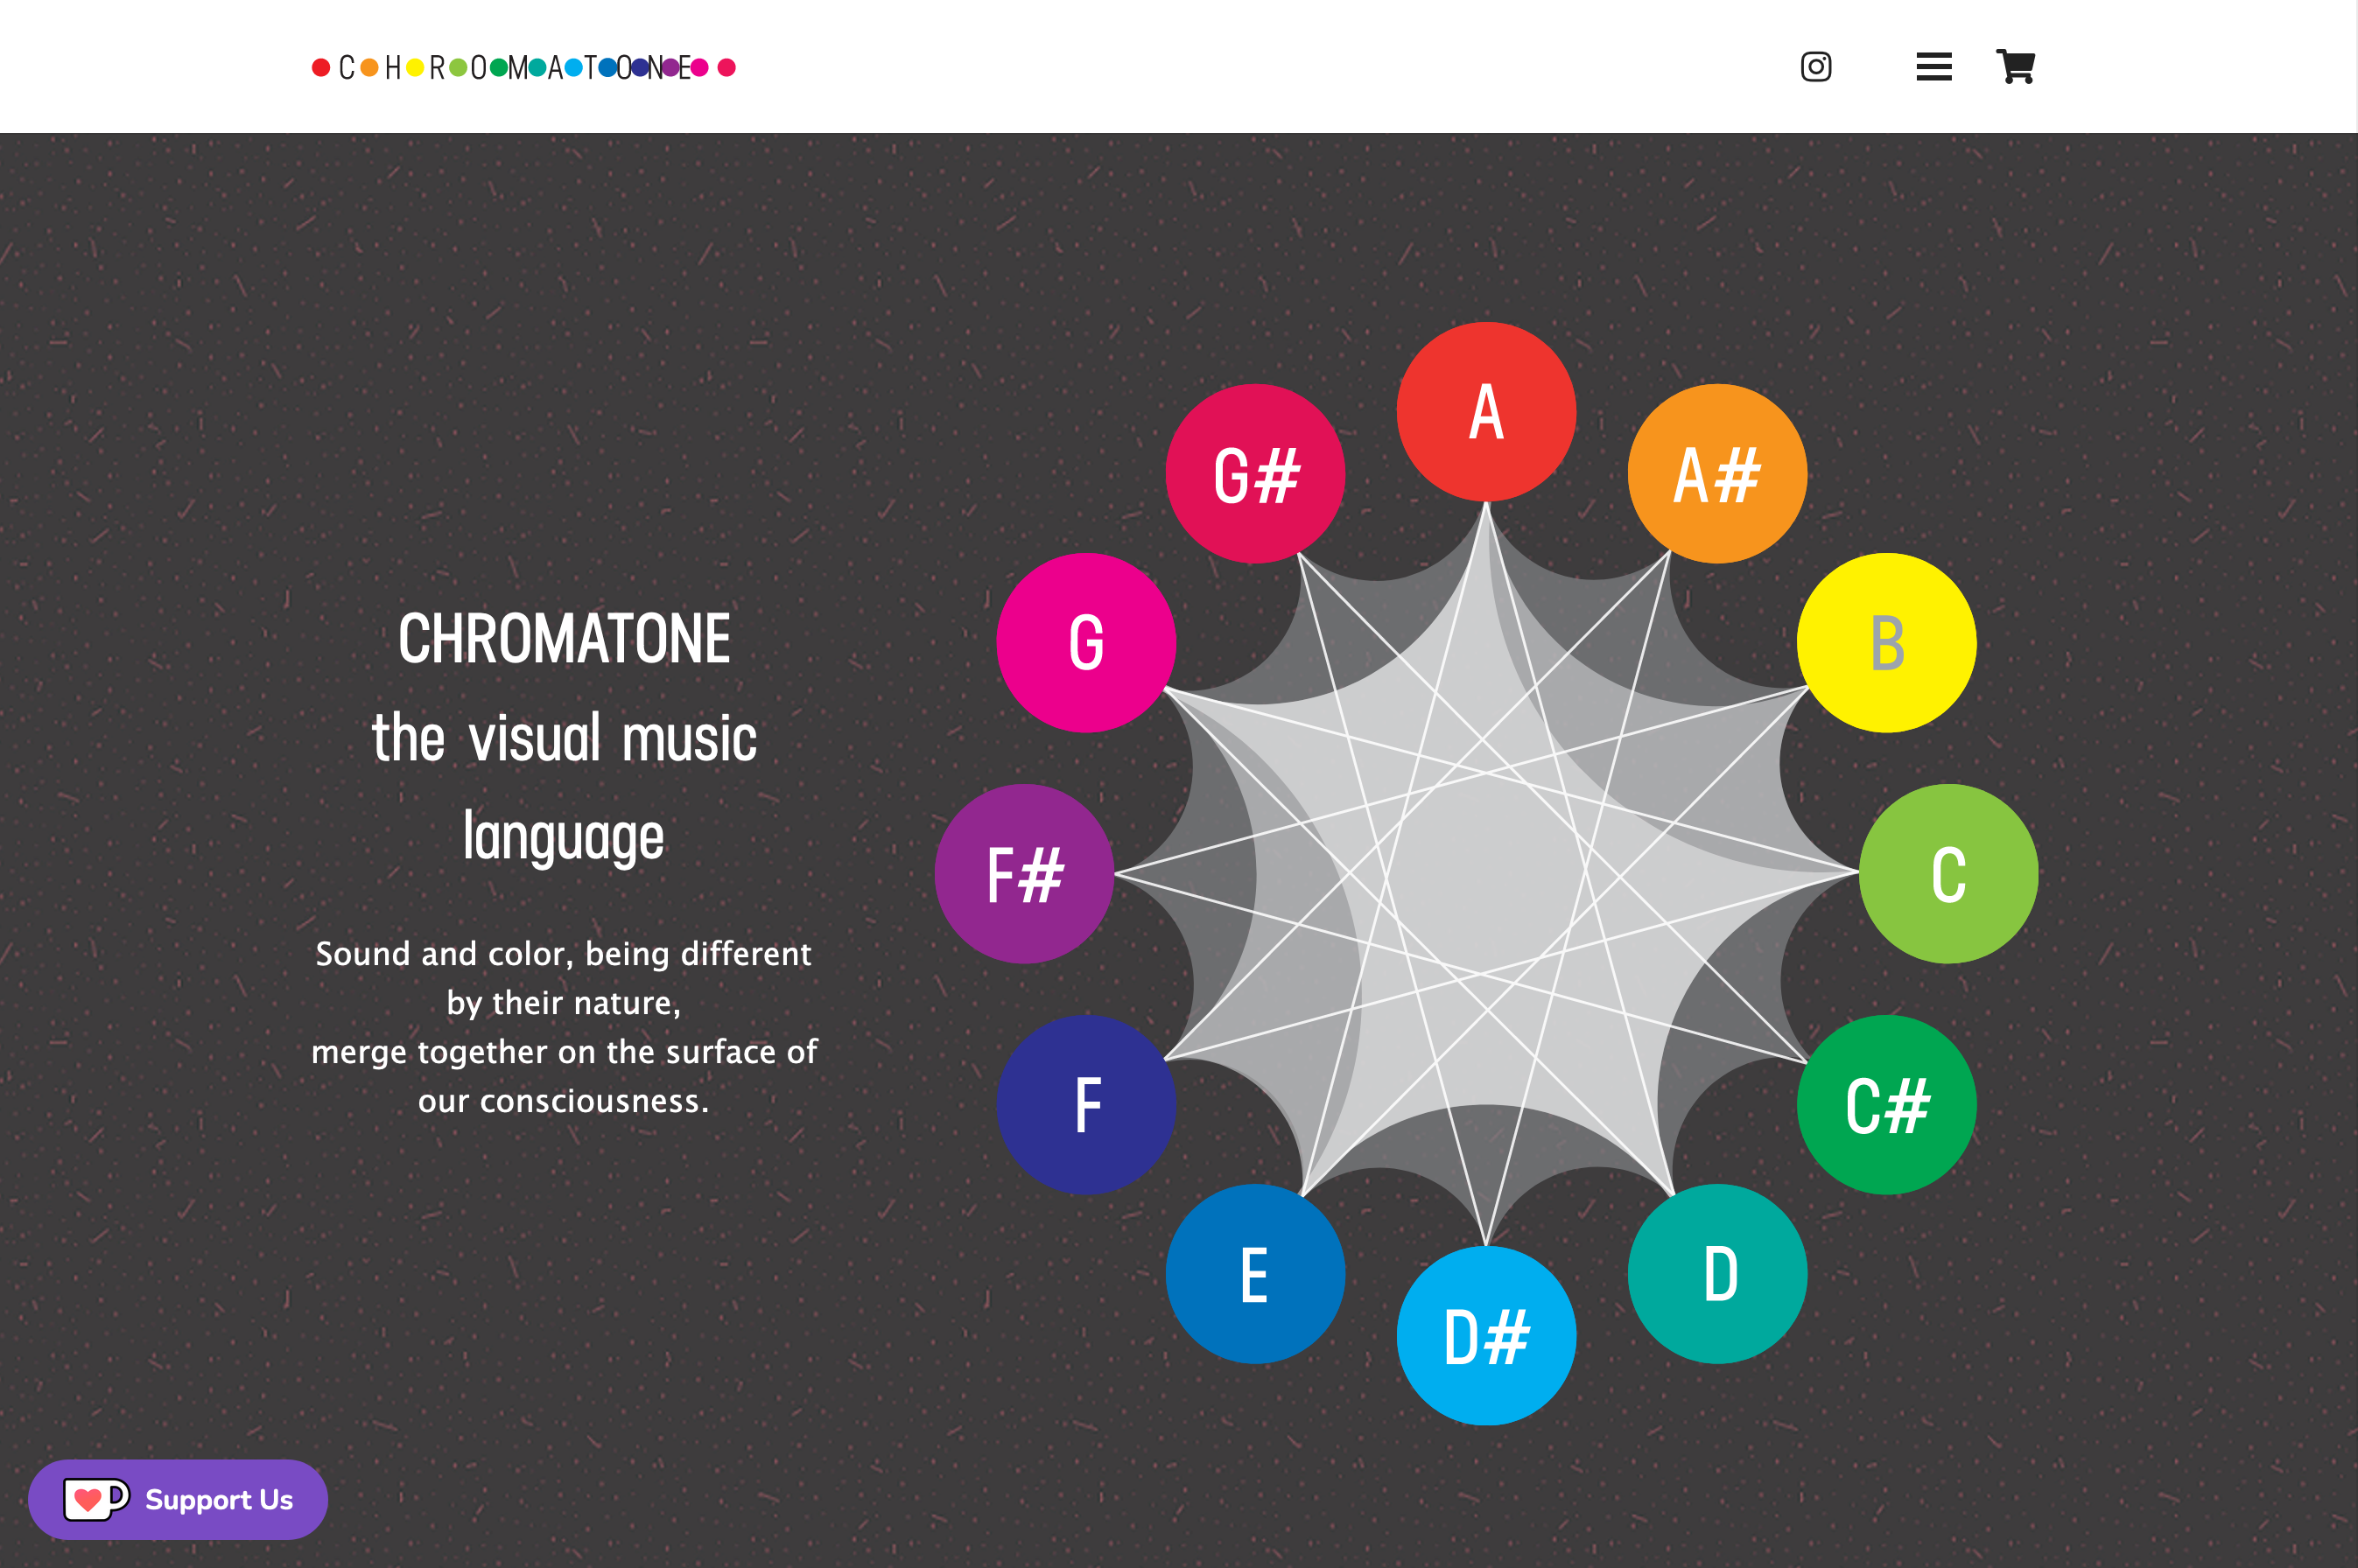 CHROMATONE
CHROMATONE
the visual music
language
Sound and color, being different
by their nature,
merge together on the surface of
our consciousness.
A
A#
B
C
C#
D
D#
E
F
F#
G
G#
Support Us